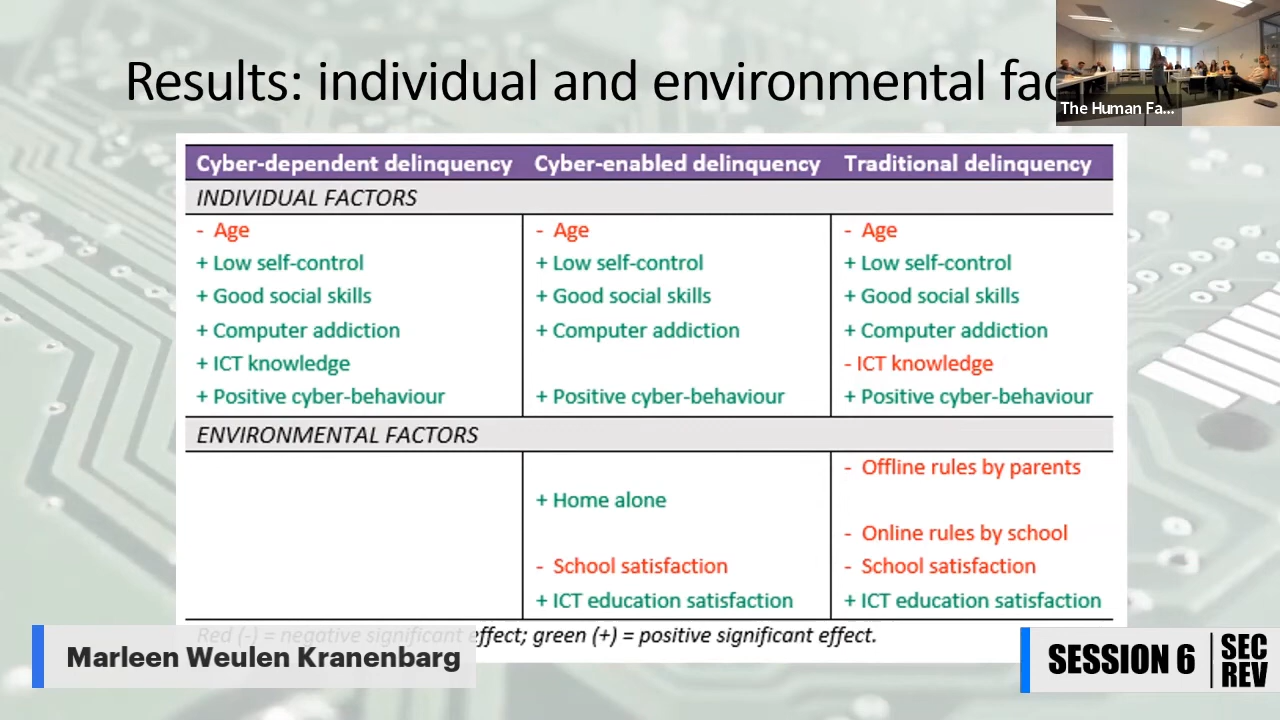 Results: individual and environmental fac
The Human Fa...
Cyber-dependent delinquency Cyber-enabled delinquency Traditional delinquency
INDIVIDUAL FACTORS
- Age - Age - Age
+ Low self-control + Low self-control + Low self-control
+ Good social skills + Good social skills + Good social skills
+ Computer addiction + Computer addiction + Computer addiction
+ ICT knowledge - ICT knowledge
+ Positive cyber-behaviour + Positive cyber-behaviour + Positive cyber-behaviour
ENVIRONMENTAL FACTORS
- Offline rules by parents
+ Home alone
- Online rules by school
- School satisfaction - School satisfaction
+ ICT education satisfaction + ICT education satisfaction
Red (-) = negative significant effect; green (+) = positive significant effect.
Marleen Weulen Kranenbarg
SESSION 6
SEC
REV